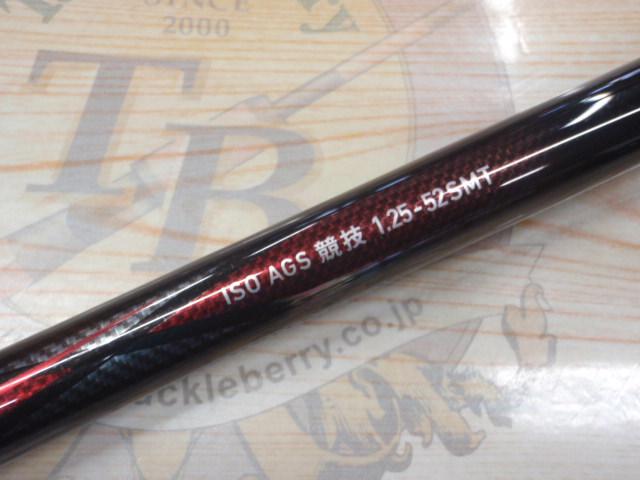 SINCE
2000
TB
ISO AGS 競技 1.25-52SMT
ckleberry.co.jp